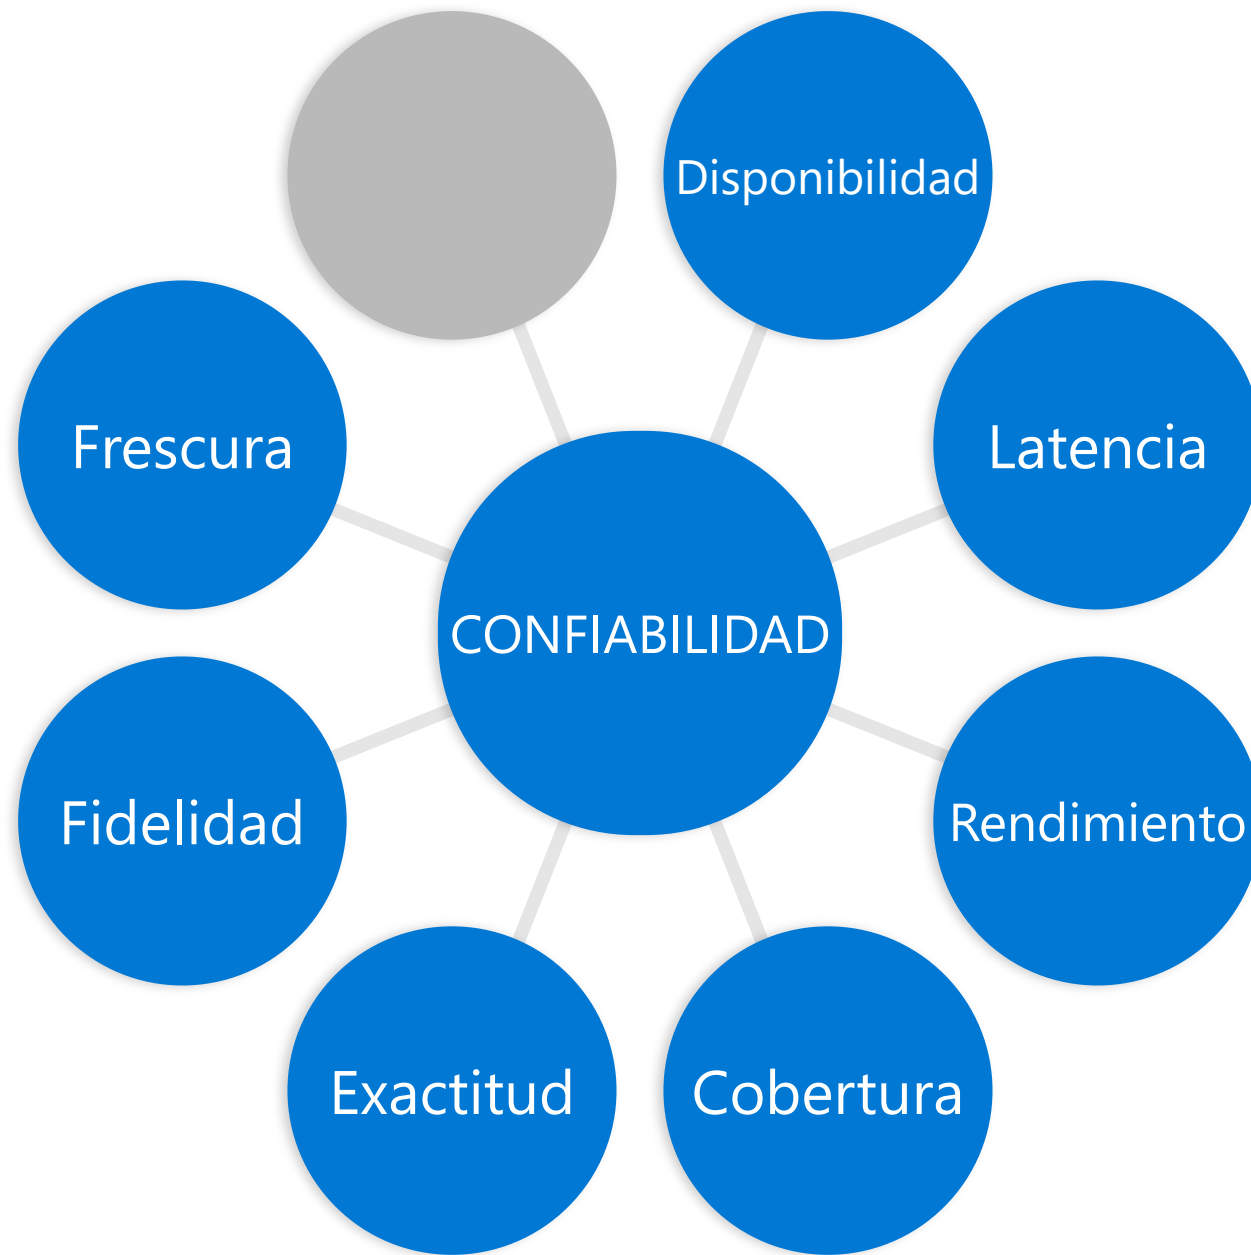 Disponibilidad
Latencia
Frescura
CONFIABILIDAD
Fidelidad
Rendimiento
Exactitud
Cobertura